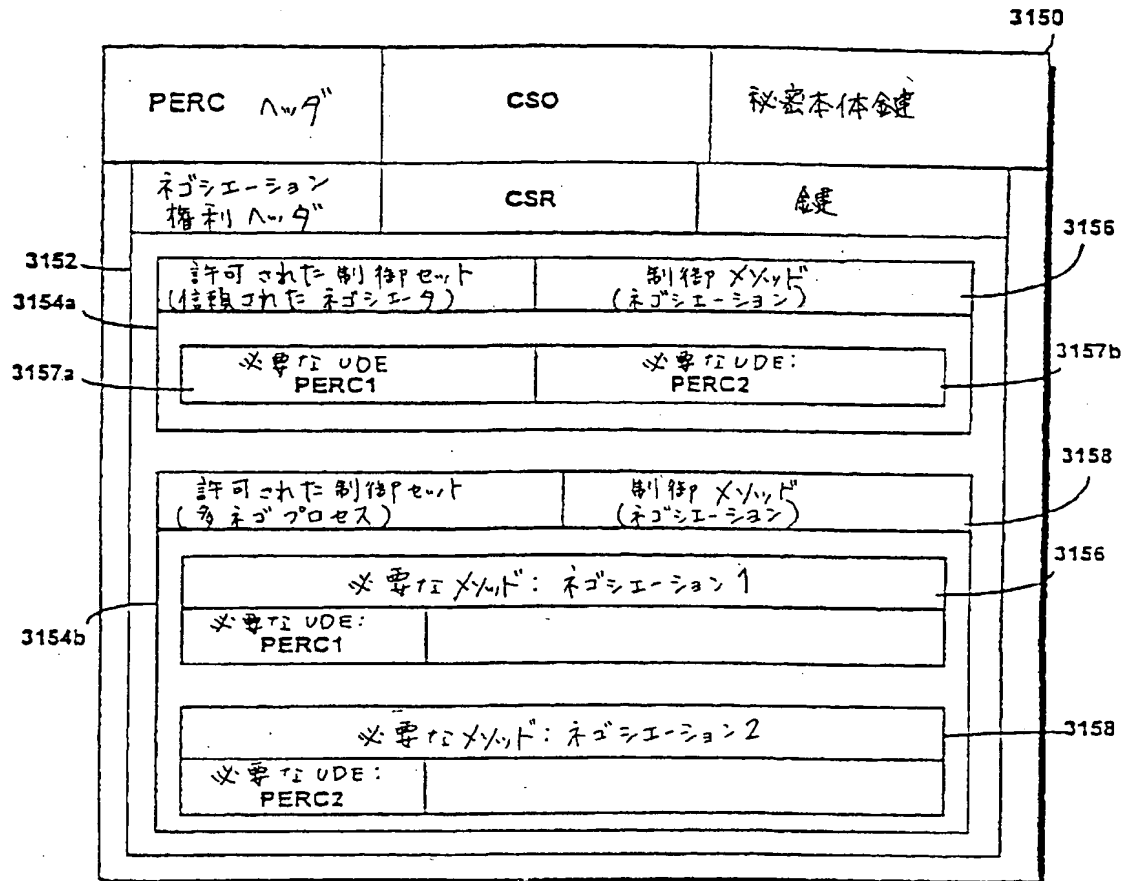 3150
PERC ヘッダ CSO 秘密本体鍵
ネゴシエーション
権利ヘッダ CSR 鍵
3156
3152
許可された制御セット 制御メソッド
(信頼されたネゴシエータ) (ネゴシエーション)
3154a
必要なUDE 必要なUDE:
PERC1 PERC2
3157a
3157b
3158
許可された制御セット 制御メソッド
(多ネゴプロセス) (ネゴシエーション)
必要なメソッド: ネゴシエーション1
3156
3154b
必要なUDE:
PERC1
必要なメソッド: ネゴシエーション2
3158
必要なUDE:
PERC2